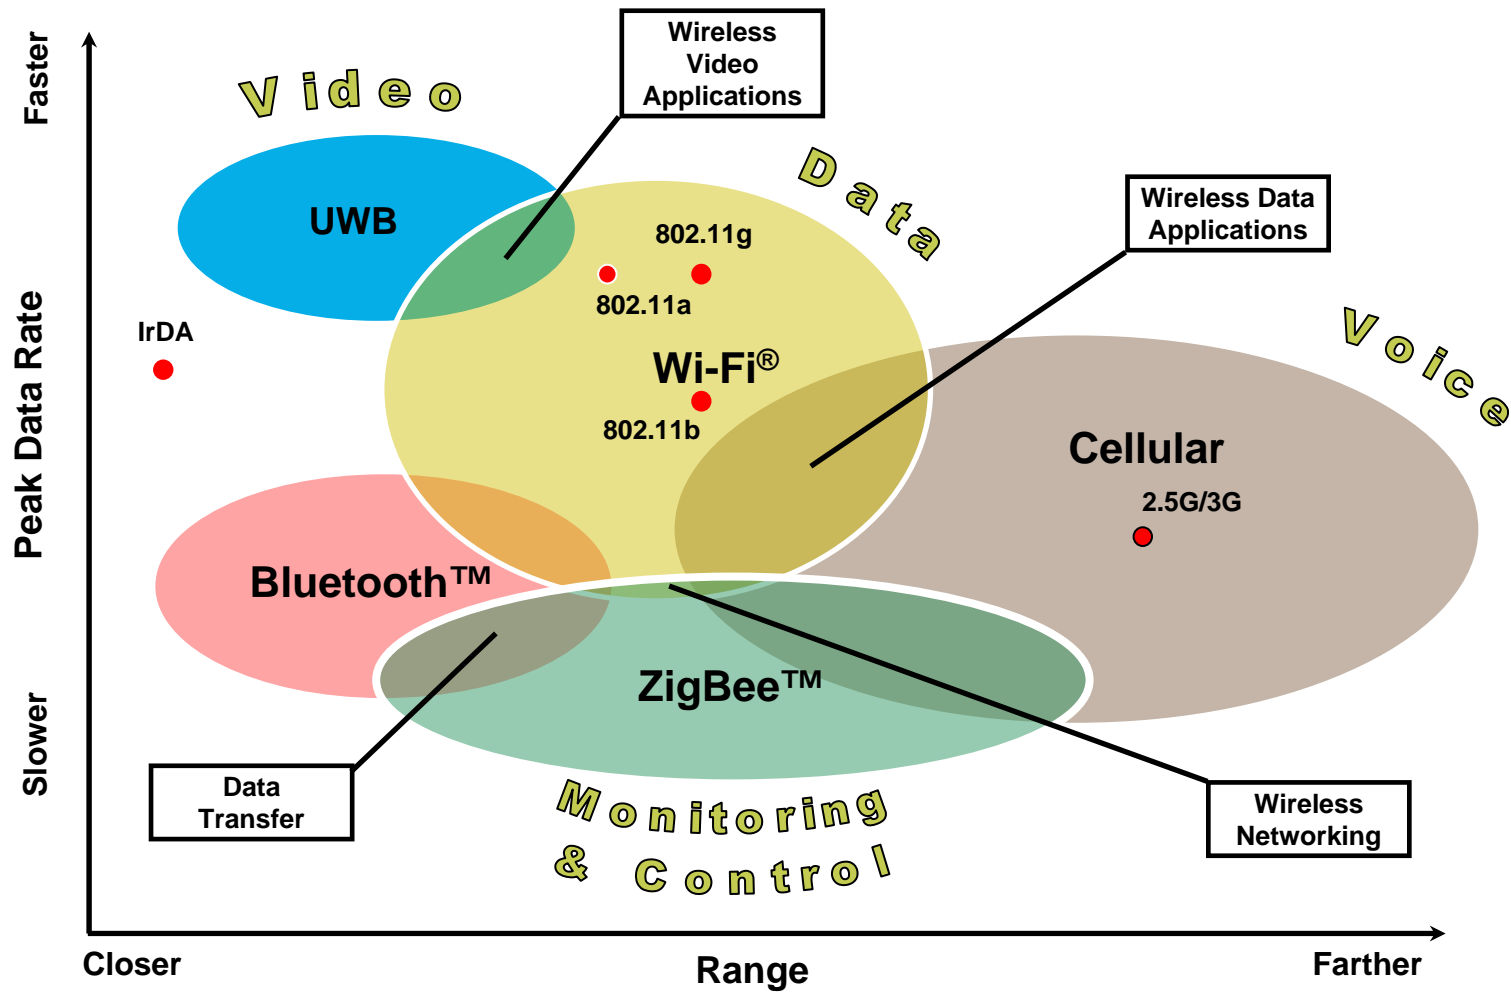 Faster
Wireless
Video
Applications
Video
Data
Wireless Data
Applications
UWB
802.11g
802.11a
IrDA
Voice
Wi-Fi®
802.11b
Peak Data Rate
Cellular
2.5G/3G
Bluetooth™
ZigBee™
Slower
Data
Transfer
Monitoring
& Control
Wireless
Networking
Closer
Range
Farther